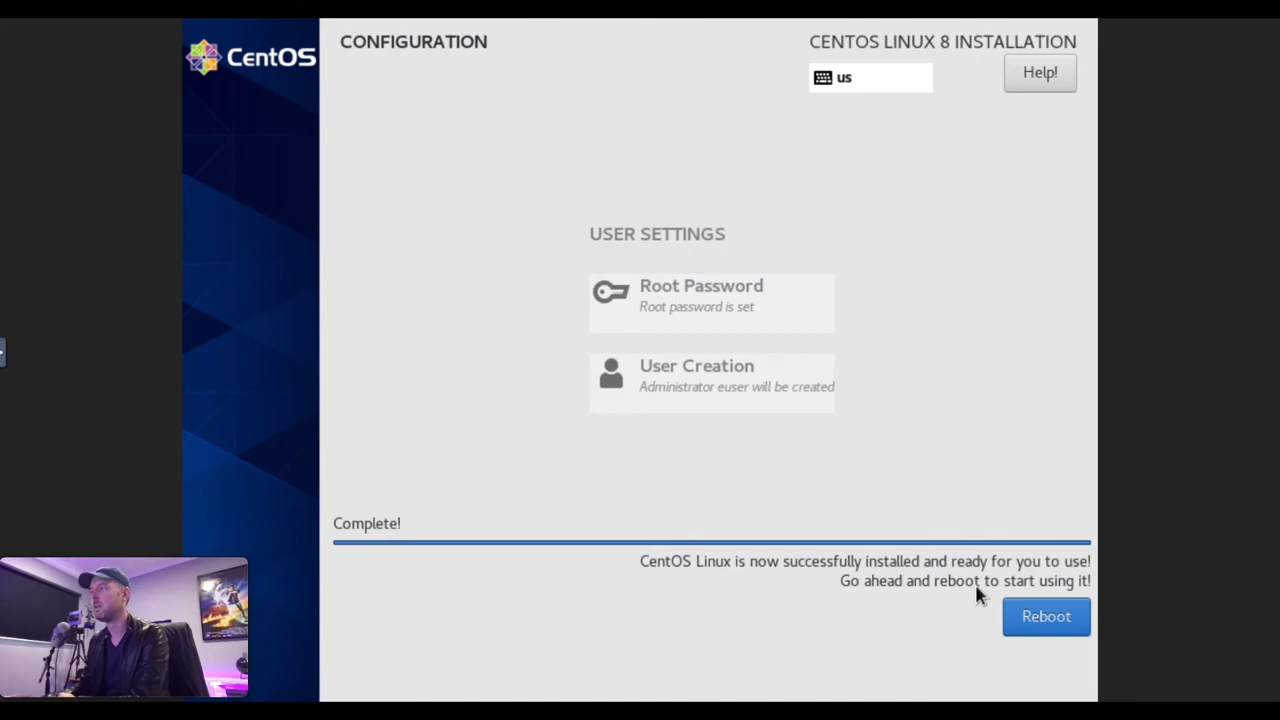 CentOS
CONFIGURATION
CENTOS LINUX 8 INSTALLATION
us
Help!
USER SETTINGS
Root Password
Root password is set
User Creation
Administrator euser will be created
Complete!
CentOS Linux is now successfully installed and ready for you to use!
Go ahead and reboot to start using it!
Reboot